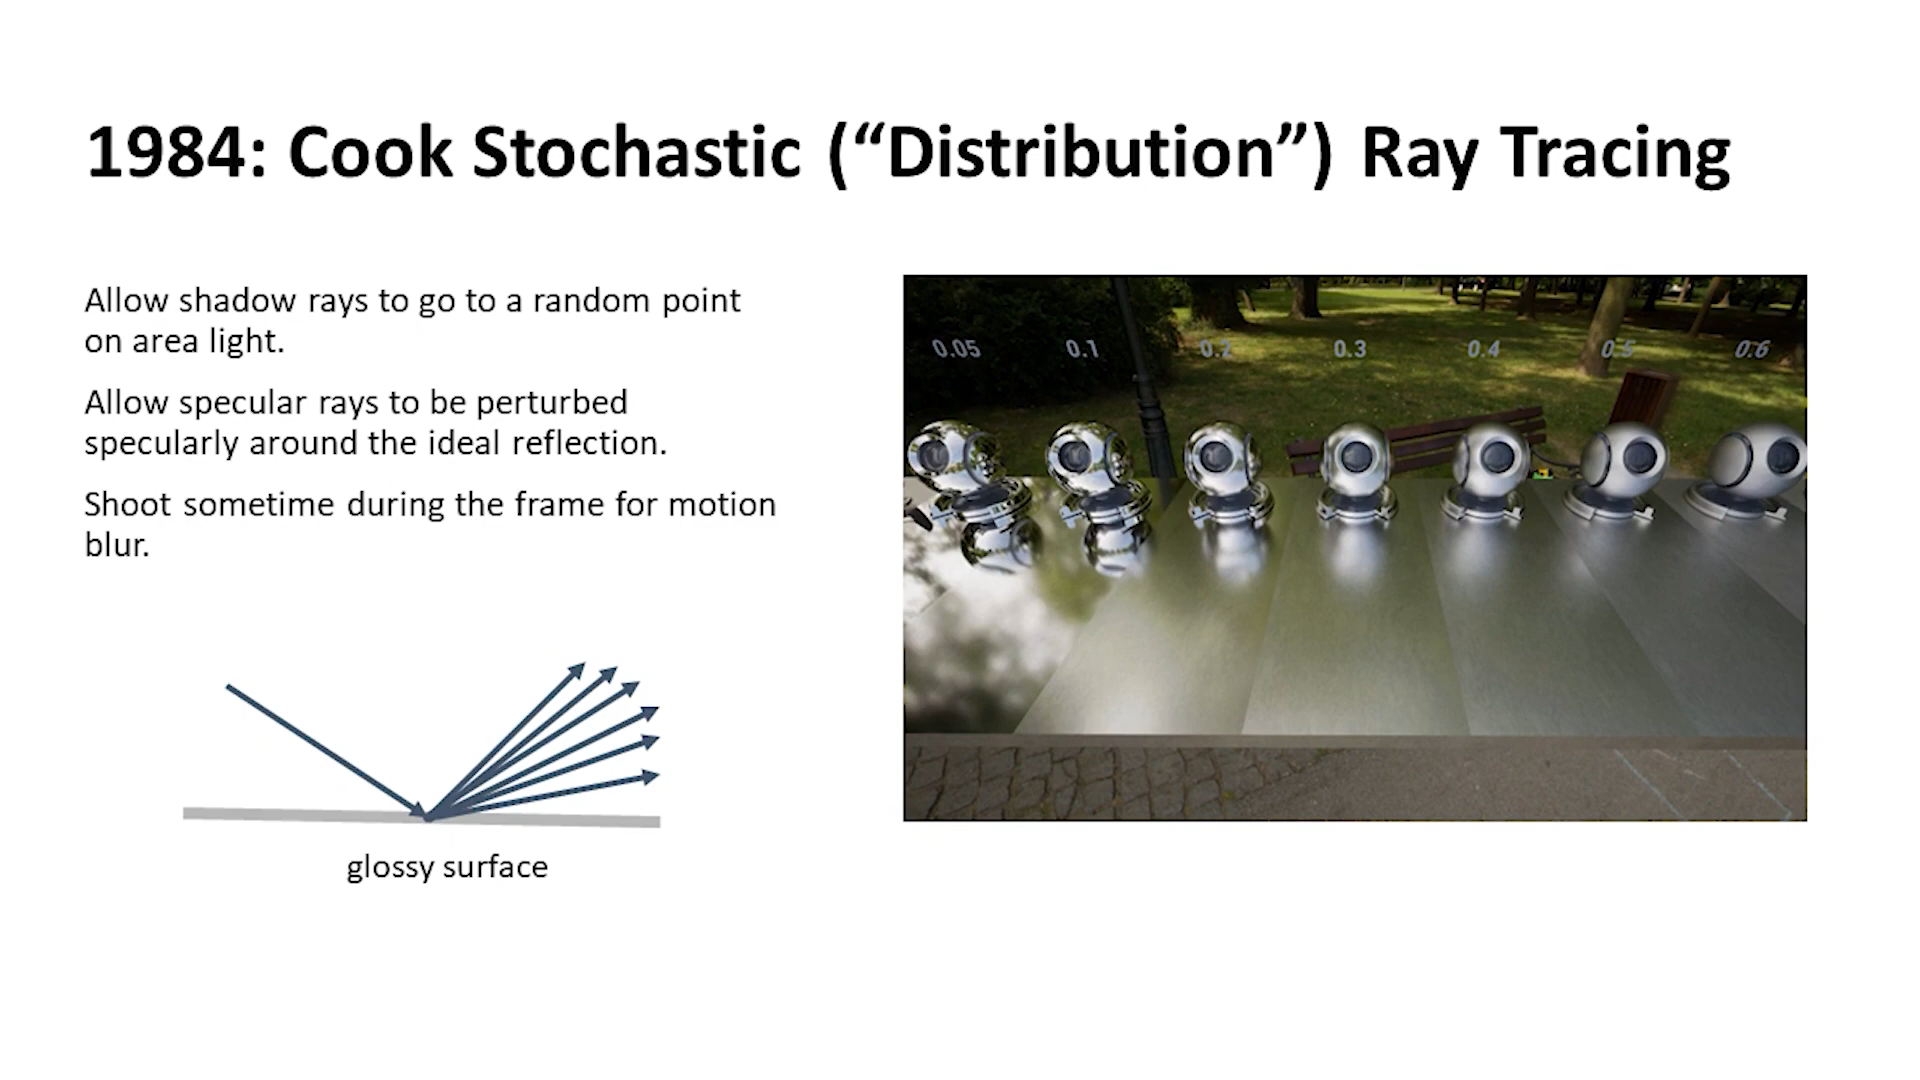 1984: Cook Stochastic (“Distribution”) Ray Tracing
Allow shadow rays to go to a random point
on area light.
Allow specular rays to be perturbed
specularly around the ideal reflection.
Shoot sometime during the frame for motion
blur.
glossy surface
0.05 0.1 0.2 0.3 0.4 0.5 0.6